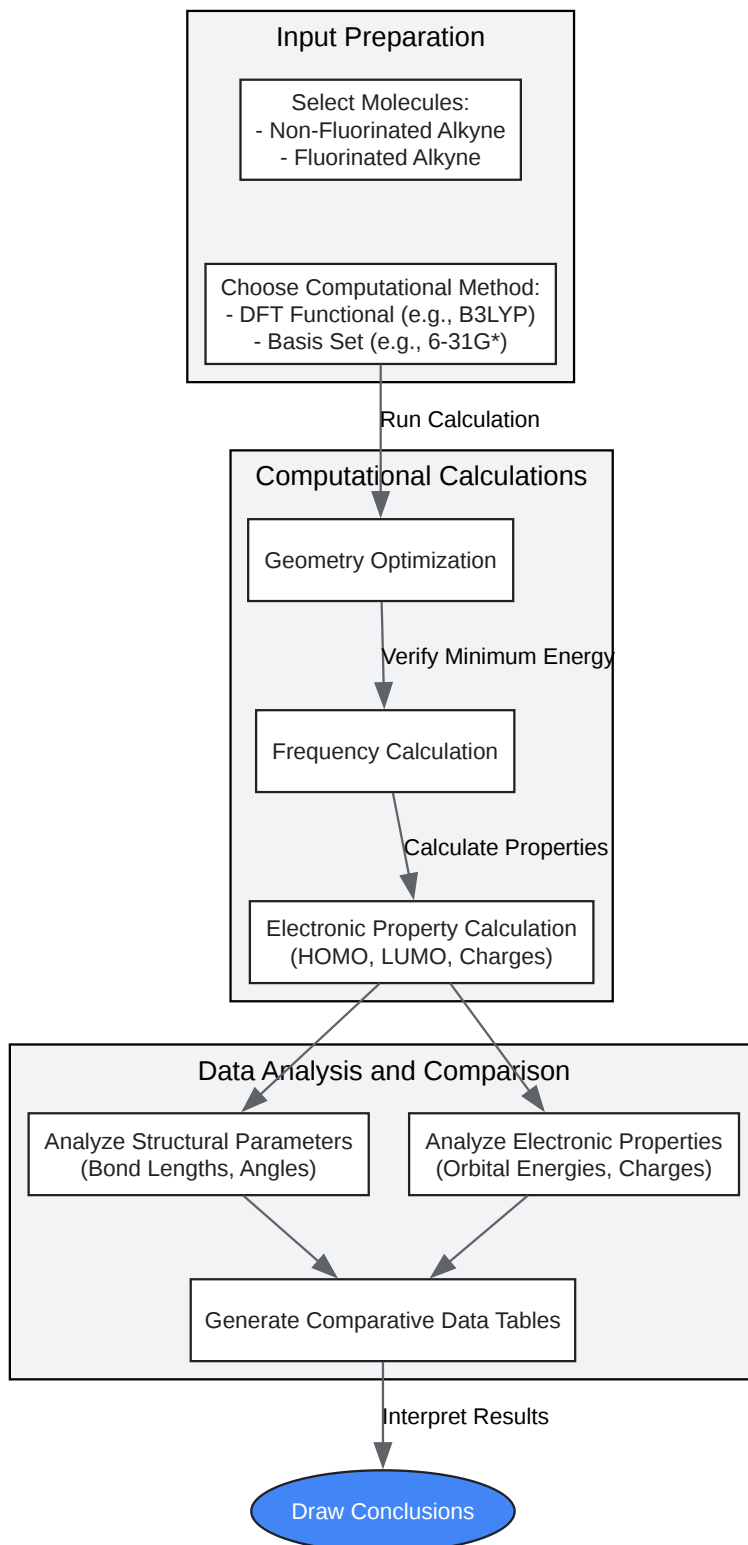 Input Preparation
Select Molecules:
- Non-Fluorinated Alkyne
- Fluorinated Alkyne
Choose Computational Method:
- DFT Functional (e.g., B3LYP)
- Basis Set (e.g., 6-31G*)
Run Calculation
Computational Calculations
Geometry Optimization
Verify Minimum Energy
Frequency Calculation
Calculate Properties
Electronic Property Calculation
(HOMO, LUMO, Charges)
Data Analysis and Comparison
Analyze Structural Parameters
(Bond Lengths, Angles)
Analyze Electronic Properties
(Orbital Energies, Charges)
Generate Comparative Data Tables
Interpret Results
Draw Conclusions